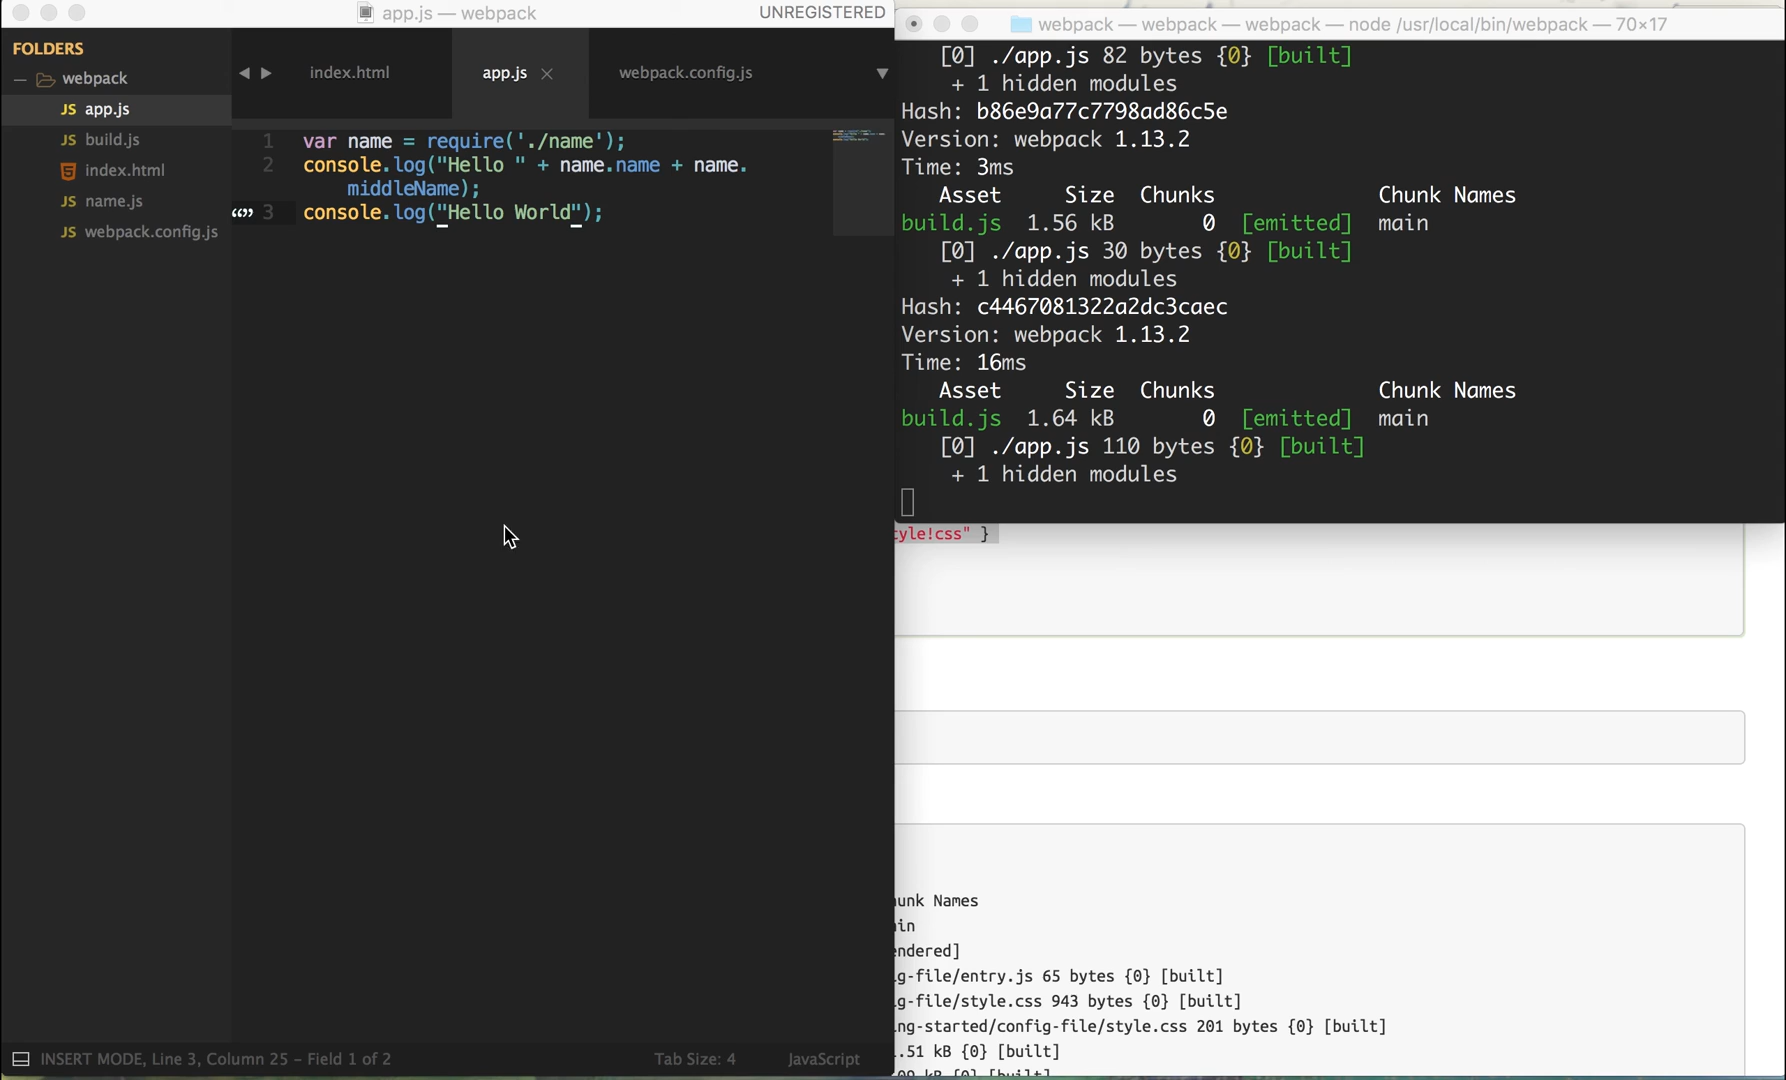 app.js — webpack
UNREGISTERED
FOLDERS
webpack
JS app.js
JS build.js
index.html
JS name.js
JS webpack.config.js
index.html
app.js
webpack.config.js
1 var name = require('./name');
2 console.log("Hello " + name.name + name.
middleName);
3 console.log("Hello World");
INSERT MODE, Line 3, Column 25 – Field 1 of 2
Tab Size: 4
JavaScript
webpack — webpack — webpack — node /usr/local/bin/webpack — 70×17
[0] ./app.js 82 bytes {0} [built]
+ 1 hidden modules
Hash: b86e9a77c7798ad86c5e
Version: webpack 1.13.2
Time: 3ms
Asset Size Chunks Chunk Names
build.js 1.56 kB 0 [emitted] main
[0] ./app.js 30 bytes {0} [built]
+ 1 hidden modules
Hash: c4467081322a2dc3caec
Version: webpack 1.13.2
Time: 16ms
Asset Size Chunks Chunk Names
build.js 1.64 kB 0 [emitted] main
[0] ./app.js 110 bytes {0} [built]
+ 1 hidden modules
tyle!css" }
unk Names
in
endered]
g-file/entry.js 65 bytes {0} [built]
g-file/style.css 943 bytes {0} [built]
ng-started/config-file/style.css 201 bytes {0} [built]
.51 kB {0} [built]
kB {0} [built]